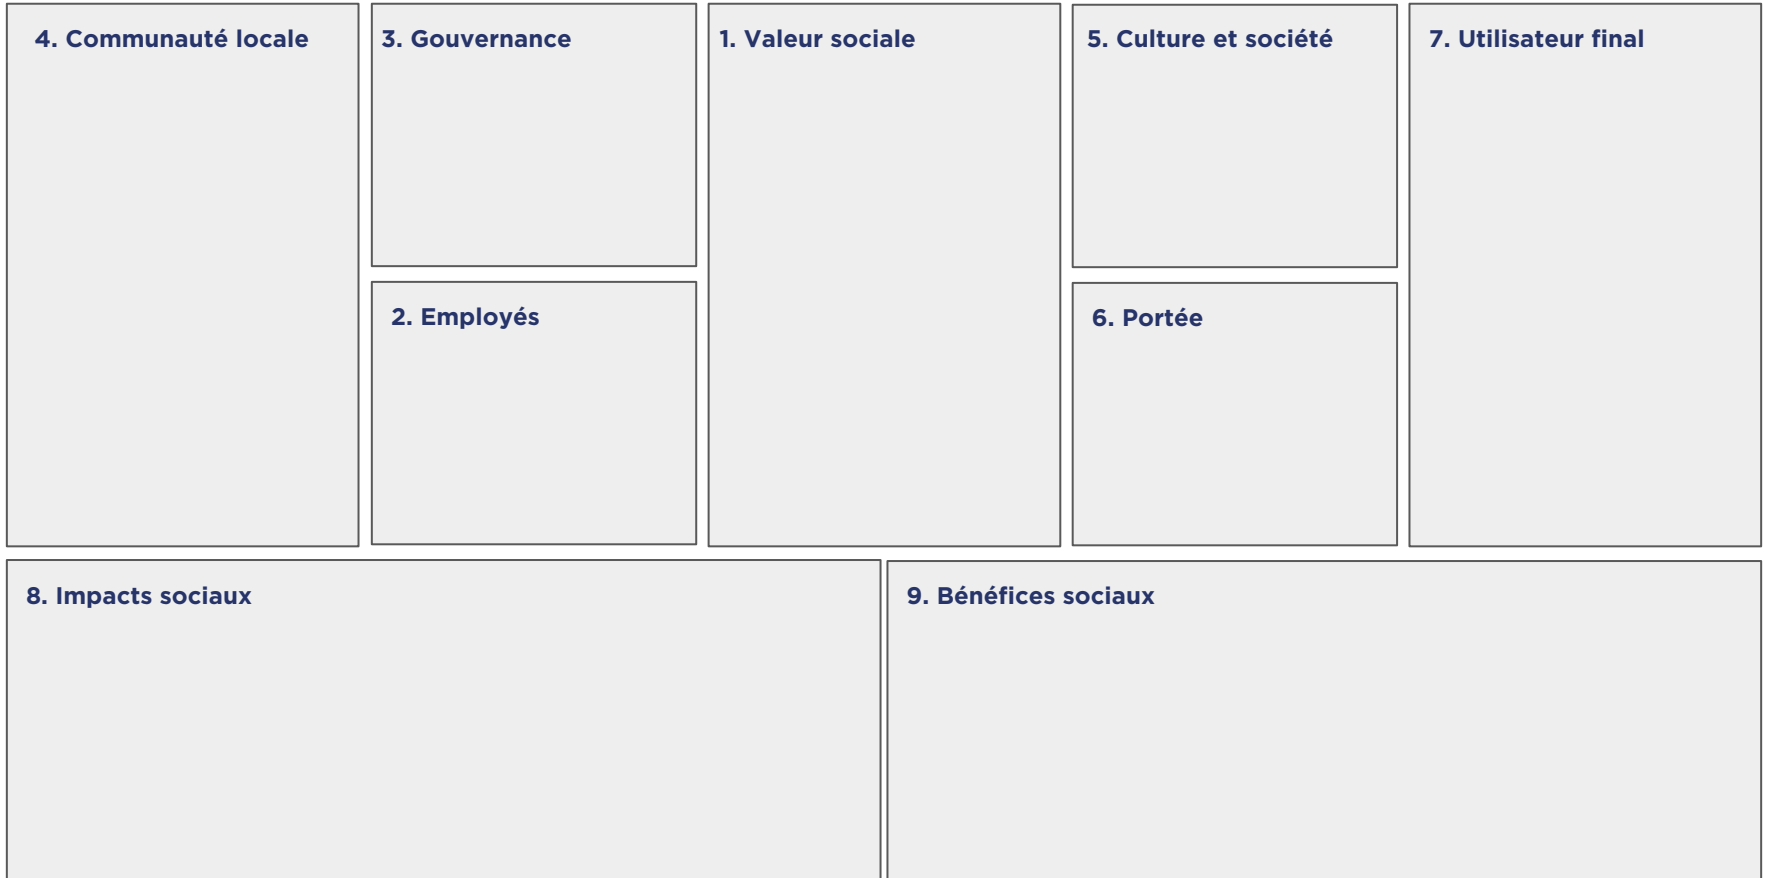 4. Communauté locale
3. Gouvernance
1. Valeur sociale
5. Culture et société
7. Utilisateur final
2. Employés
6. Portée
8. Impacts sociaux
9. Bénéfices sociaux